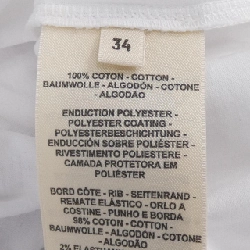 34
100% COTON - COTTON -
BAUMWOLLE - ALGODÓN - COTONE
- ALGODÃO
ENDUCTION POLYESTER -
POLYESTER COATING -
POLYESTERBESCHICHTUNG -
ENDUCCIÓN SOBRE POLIÉSTER -
RIVESTIMENTO POLIESTERE -
CAMADA PROTETORA EM
POLIÉSTER
BORD CÔTE - RIB - SEITENRAND -
REMATE ELÁSTICO - ORLO A
COSTINE - PUNHO E BORDA
98% COTON - COTTON -
BAUMWOLLE - ALGODÓN -
COTONE - ALGODÃO